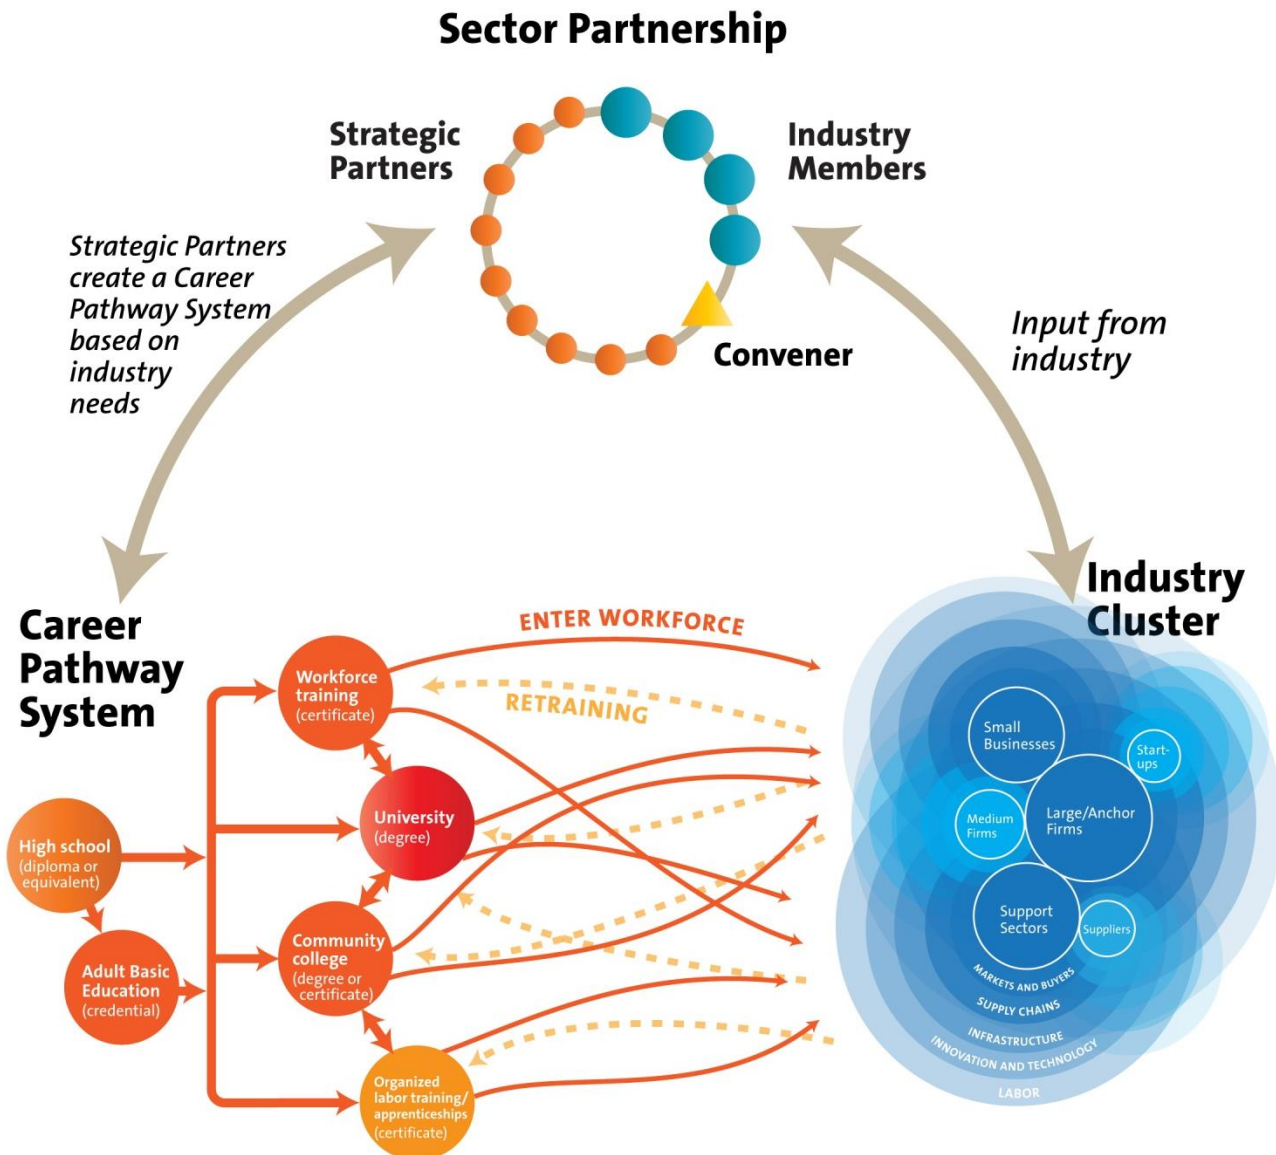 Sector Partnership
Strategic
Partners
Industry
Members
Convener
Strategic Partners
create a Career
Pathway System
based on
industry
needs
Input from
industry
Career
Pathway
System
Industry
Cluster
ENTER WORKFORCE
RETRAINING
Workforce
training
(certificate)
University
(degree)
High school
(diploma or
equivalent)
Community
college
(degree or
certificate)
Adult Basic
Education
(credential)
Organized
labor training/
apprenticeships
(certificate)
Small
Businesses
Start-
ups
Medium
Firms
Large/Anchor
Firms
Support
Sectors
Suppliers
MARKETS AND BUYERS
SUPPLY CHAINS
INFRASTRUCTURE
INNOVATION AND TECHNOLOGY
LABOR